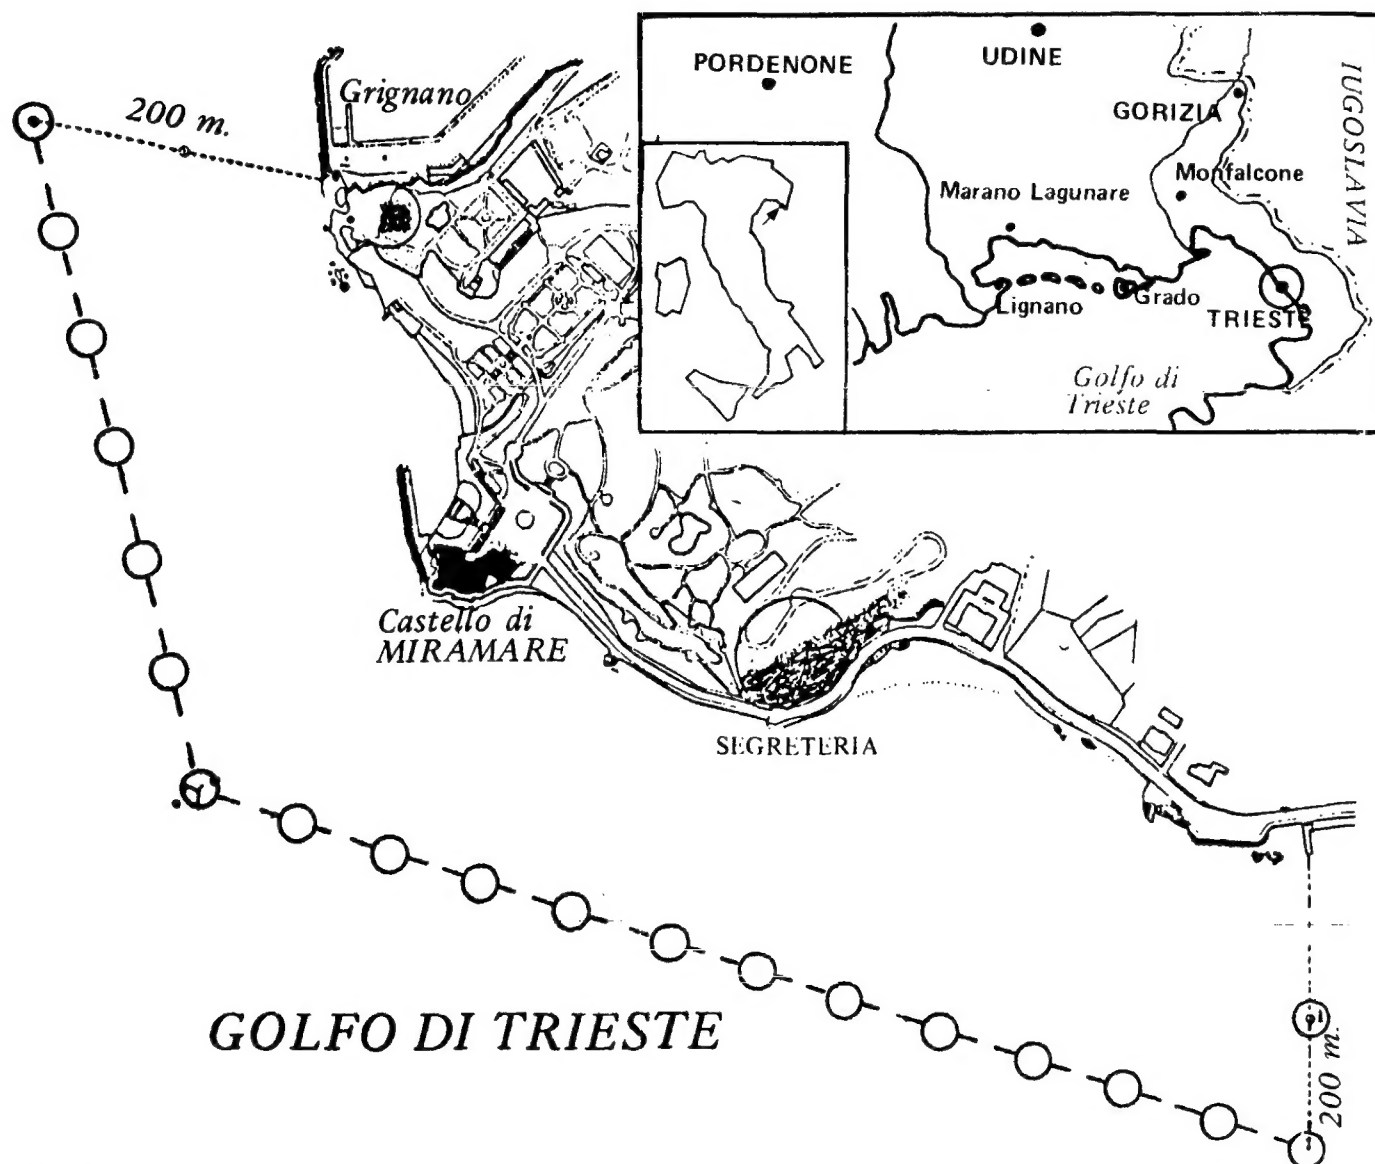 Grignano
200 m.
PORDENONE
UDINE
GORIZIA
IUGOSLAVIA
Monfalcone
Marano Lagunare
Lignano
Grado
TRIESTE
Golfo di
Trieste
Castello di
MIRAMARE
SEGRETERIA
GOLFO DI TRIESTE
200 m.